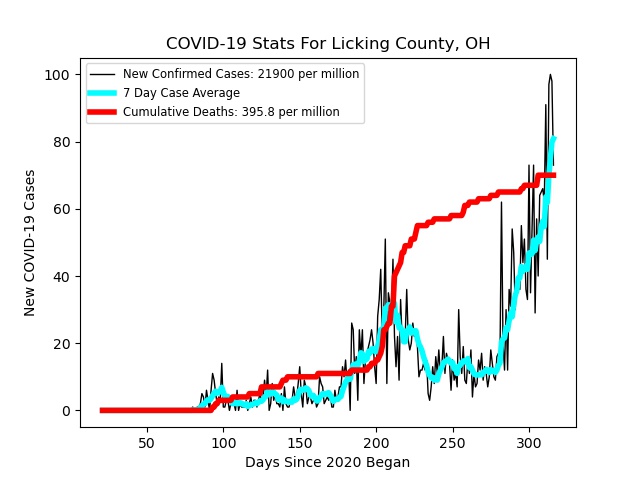 COVID-19 Stats For Licking County, OH
New Confirmed Cases: 21900 per million
7 Day Case Average
Cumulative Deaths: 395.8 per million
New COVID-19 Cases
100
80
60
40
20
0
50 100 150 200 250 300
Days Since 2020 Began